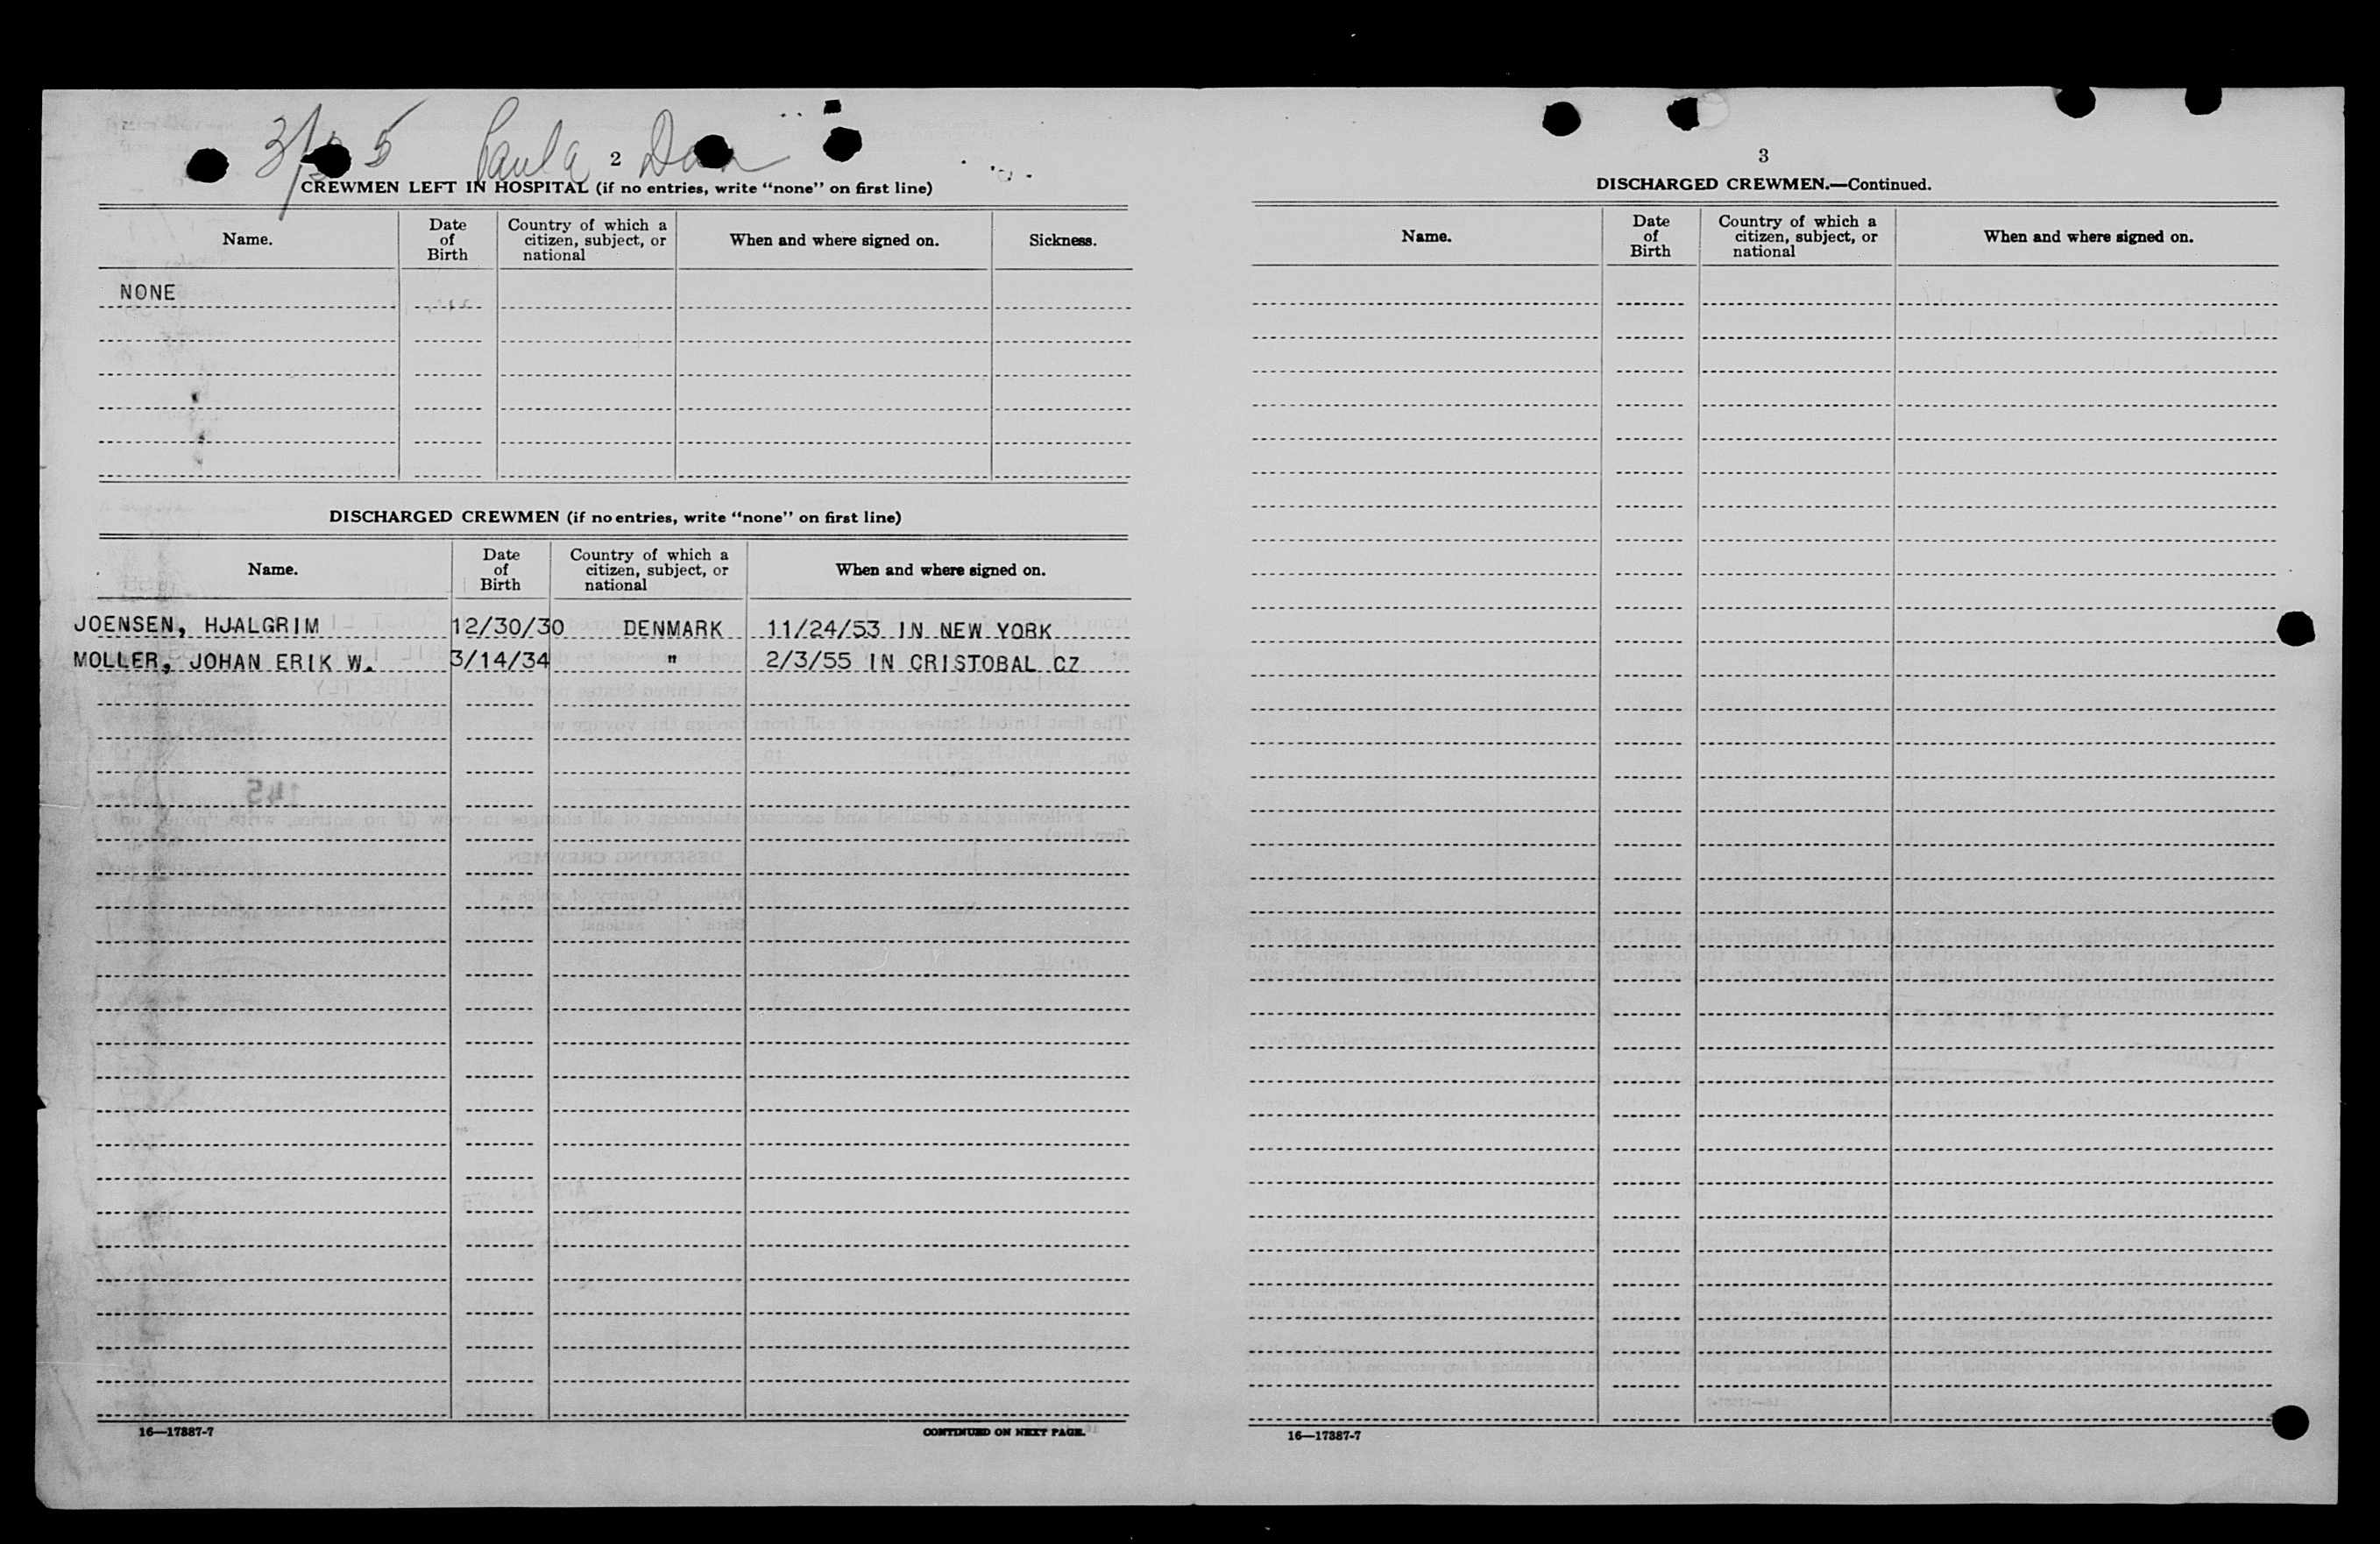 Paula Dan
2
CREWMEN LEFT IN HOSPITAL (if no entries, write “none” on first line)
Name.
Date of Birth
Country of which a citizen, subject, or national
When and where signed on.
Sickness.
NONE
DISCHARGED CREWMEN (if no entries, write “none” on first line)
Name.
Date of Birth
Country of which a citizen, subject, or national
When and where signed on.
JOENSEN, HJALGRIM 12/30/30 DENMARK 11/24/53 IN NEW YORK
MOLLER, JOHAN ERIK W. 3/14/34 " 2/3/55 IN CRISTOBAL CZ
16—17887-7
CONTINUED ON NEXT PAGE.
3
DISCHARGED CREWMEN.—Continued.
Name.
Date of Birth
Country of which a citizen, subject, or national
When and where signed on.
16—17887-7